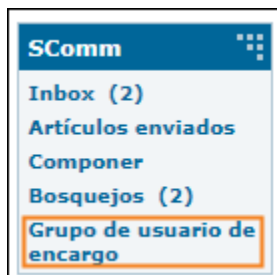 SComm
Inbox (2)
Artículos enviados
Componer
Bosquejos (2)
Grupo de usuario de
encargo